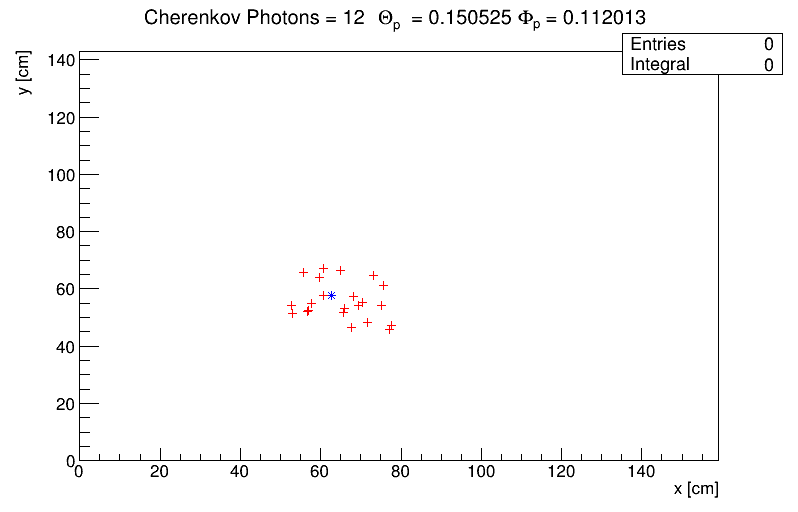 Cherenkov Photons = 12 Θp = 0.150525 Φp = 0.112013
Entries 0
Integral 0
y [cm]
140
120
100
80
60
40
20
0
0 20 40 60 80 100 120 140
x [cm]